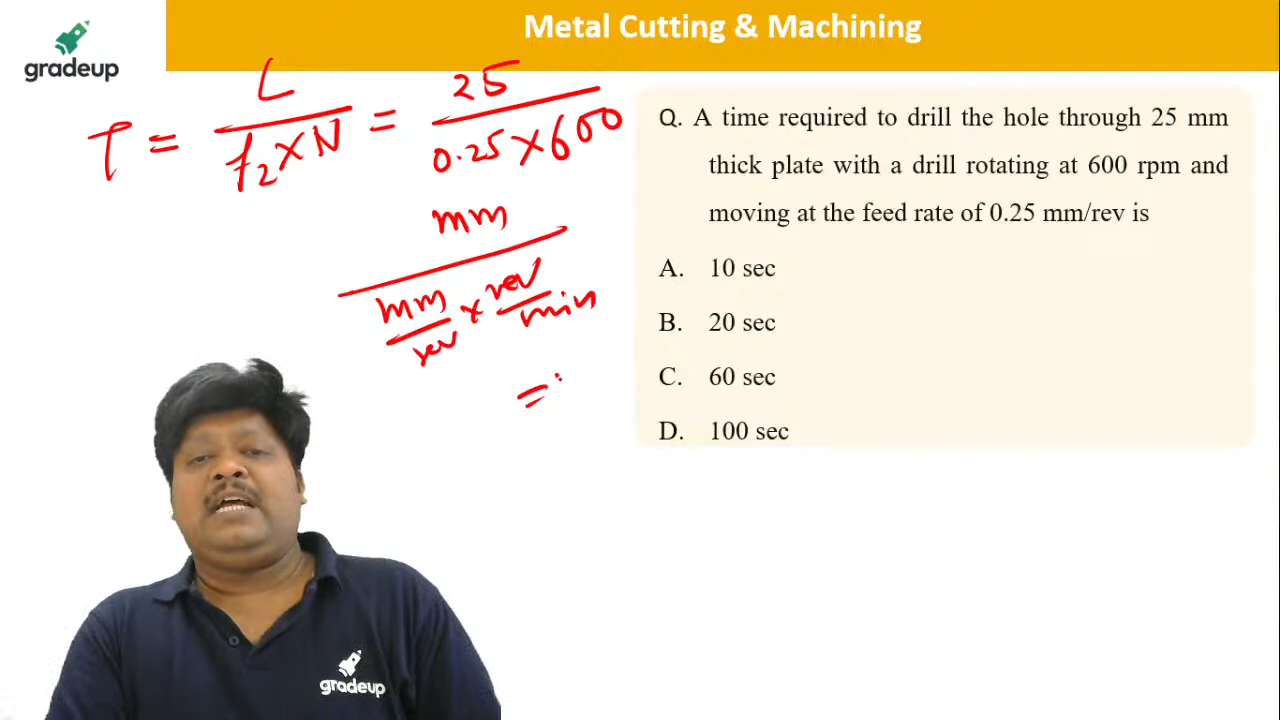 Metal Cutting & Machining
gradeup
T = L / f2 × N = 25 / 0.25 × 600
mm
mm / rev × rev / min
=
Q. A time required to drill the hole through 25 mm
thick plate with a drill rotating at 600 rpm and
moving at the feed rate of 0.25 mm/rev is
A. 10 sec
B. 20 sec
C. 60 sec
D. 100 sec
gradeup